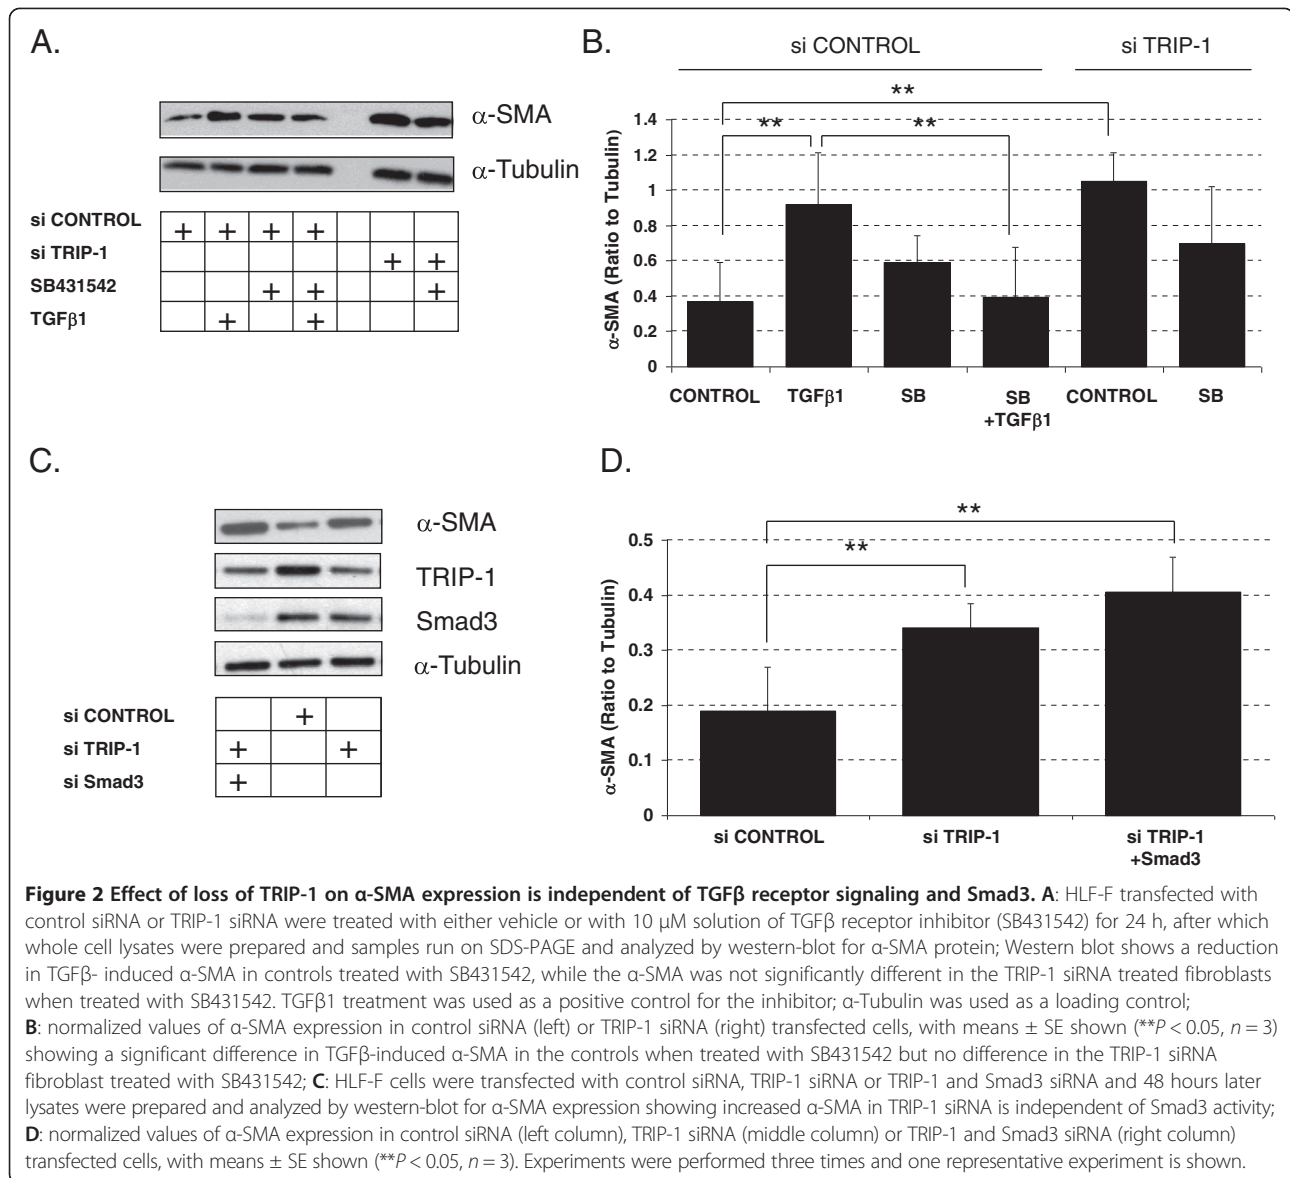 A.
α-SMA
α-Tubulin
si CONTROL + + + +
si TRIP-1 + +
SB431542 + + +
TGFβ1 + +
B.
si CONTROL si TRIP-1
**
** **
α-SMA (Ratio to Tubulin)
1.4
1.2
1
0.8
0.6
0.4
0.2
0
CONTROL TGFβ1 SB SB CONTROL SB
+TGFβ1
C.
α-SMA
TRIP-1
Smad3
α-Tubulin
si CONTROL +
si TRIP-1 + +
si Smad3 +
D.
**
**
α-SMA (Ratio to Tubulin)
0.5
0.4
0.3
0.2
0.1
0
si CONTROL si TRIP-1 si TRIP-1
+Smad3
Figure 2 Effect of loss of TRIP-1 on α-SMA expression is independent of TGFβ receptor signaling and Smad3. A: HLF-F transfected with
control siRNA or TRIP-1 siRNA were treated with either vehicle or with 10 μM solution of TGFβ receptor inhibitor (SB431542) for 24 h, after which
whole cell lysates were prepared and samples run on SDS-PAGE and analyzed by western-blot for α-SMA protein; Western blot shows a reduction
in TGFβ- induced α-SMA in controls treated with SB431542, while the α-SMA was not significantly different in the TRIP-1 siRNA treated fibroblasts
when treated with SB431542. TGFβ1 treatment was used as a positive control for the inhibitor; α-Tubulin was used as a loading control;
B: normalized values of α-SMA expression in control siRNA (left) or TRIP-1 siRNA (right) transfected cells, with means ± SE shown (**P < 0.05, n = 3)
showing a significant difference in TGFβ-induced α-SMA in the controls when treated with SB431542 but no difference in the TRIP-1 siRNA
fibroblast treated with SB431542; C: HLF-F cells were transfected with control siRNA, TRIP-1 siRNA or TRIP-1 and Smad3 siRNA and 48 hours later
lysates were prepared and analyzed by western-blot for α-SMA expression showing increased α-SMA in TRIP-1 siRNA is independent of Smad3 activity;
D: normalized values of α-SMA expression in control siRNA (left column), TRIP-1 siRNA (middle column) or TRIP-1 and Smad3 siRNA (right column)
transfected cells, with means ± SE shown (**P < 0.05, n = 3). Experiments were performed three times and one representative experiment is shown.